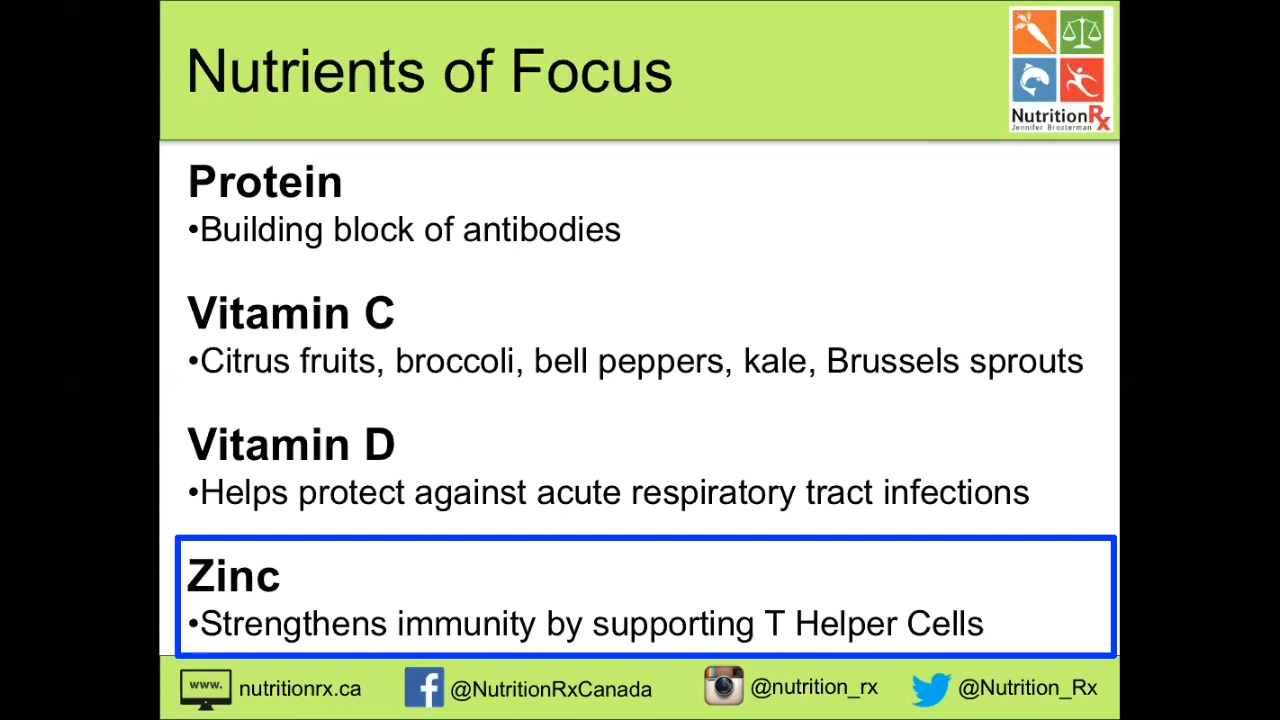 Nutrients of Focus
NutritionRx
Jennifer Broxterman
Protein
•Building block of antibodies
Vitamin C
•Citrus fruits, broccoli, bell peppers, kale, Brussels sprouts
Vitamin D
•Helps protect against acute respiratory tract infections
Zinc
•Strengthens immunity by supporting T Helper Cells
www. nutritionrx.ca @NutritionRxCanada @nutrition_rx @Nutrition_Rx